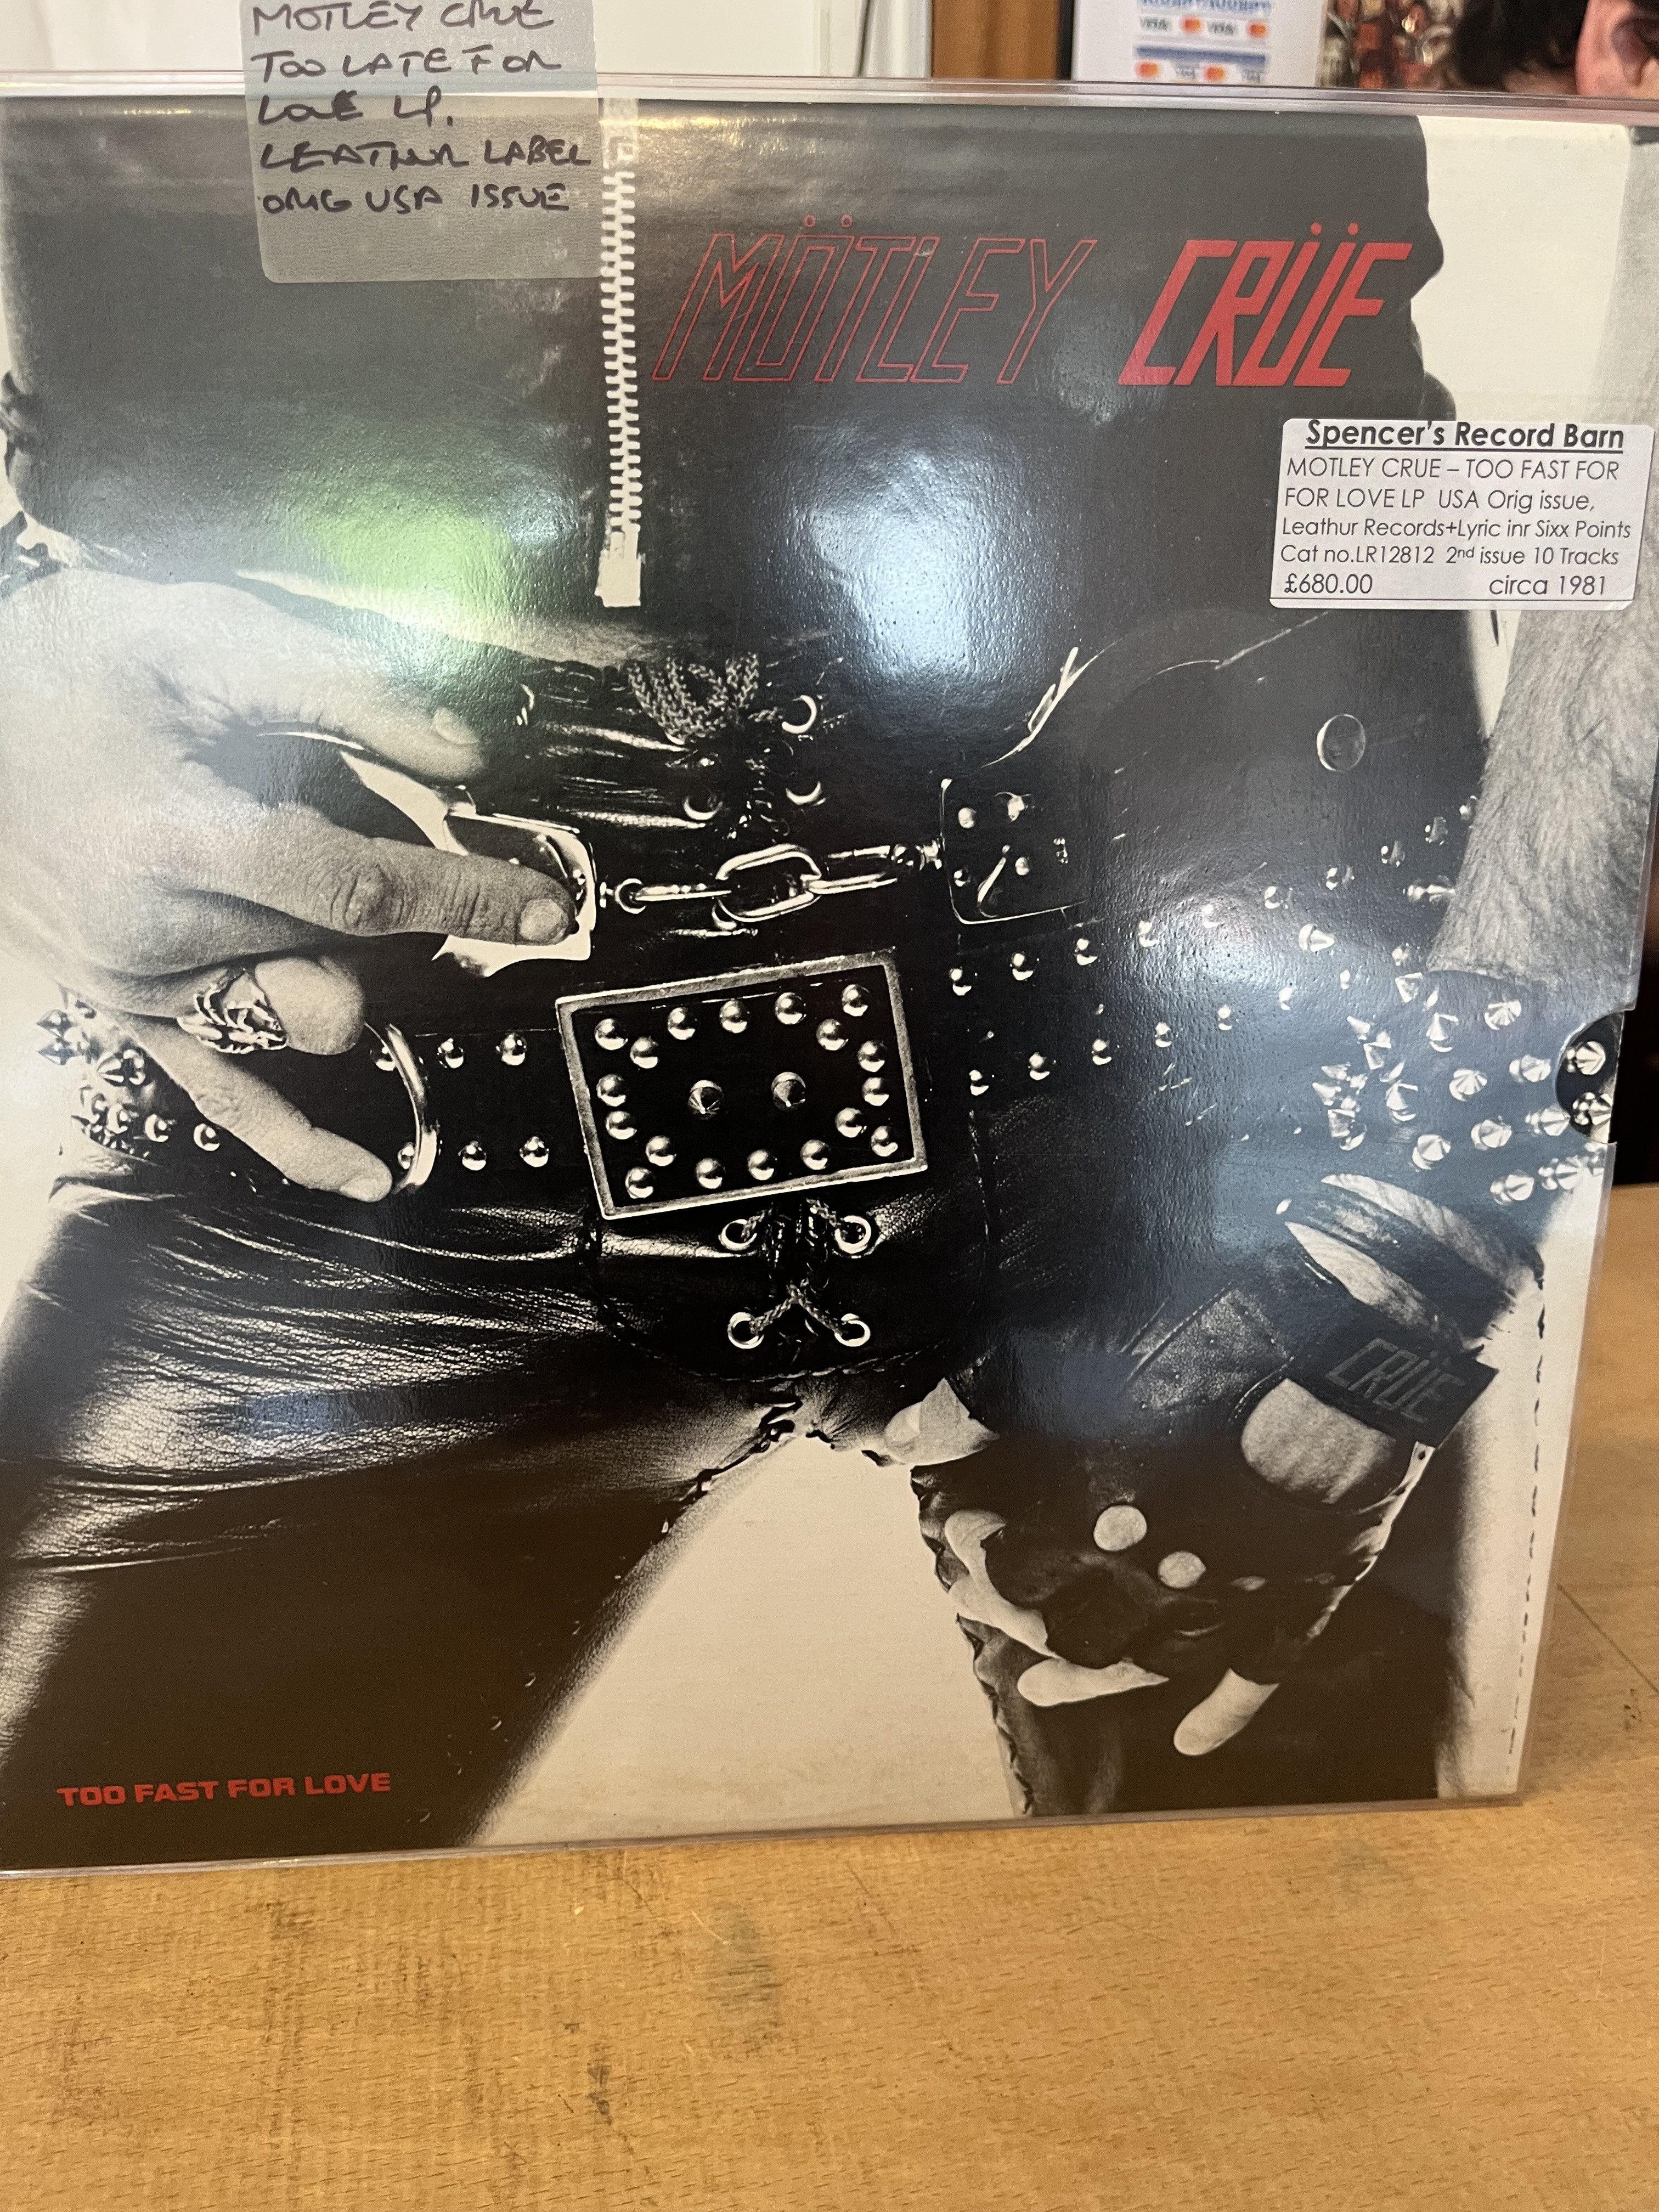 MOTLEY CRUE
TOO LATE FOR
LOVE LP.
LEATHUR LABEL
ORIG USA ISSUE
VISA VISA
MÖTLEY CRÜE
Spencer's Record Barn
MOTLEY CRUE – TOO FAST FOR
FOR LOVE LP USA Orig issue,
Leathur Records+Lyric inr Sixx Points
Cat no.LR12812 2nd issue 10 Tracks
£680.00 circa 1981
CRÜE
TOO FAST FOR LOVE